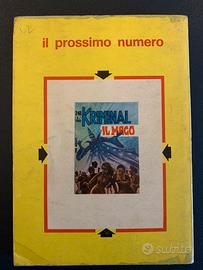 il prossimo numero
KRIMINAL
IL MAGO
subito